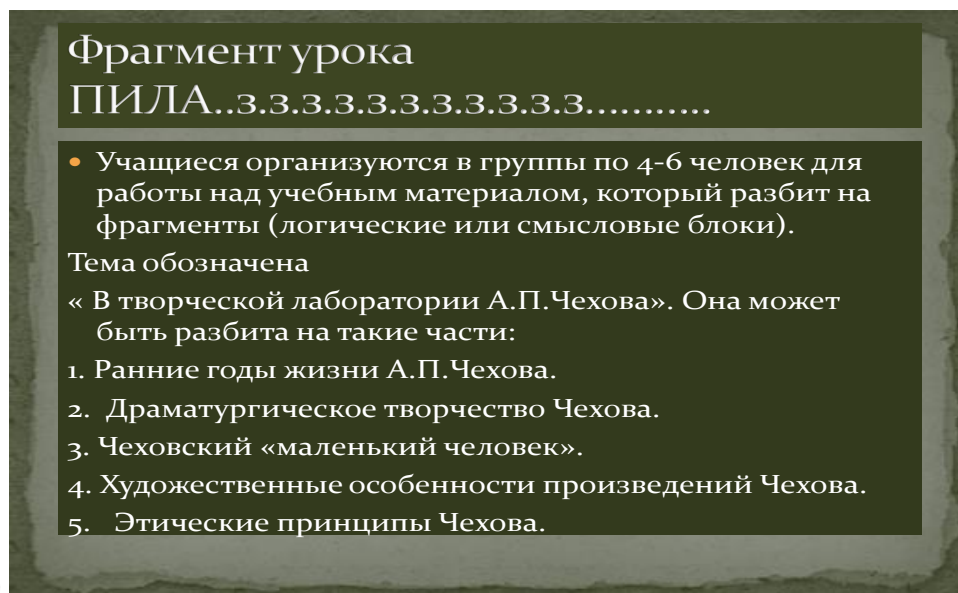 Фрагмент урока
ПИЛА..з.з.з.з.з.з.з.з.з.з.з...........
• Учащиеся организуются в группы по 4-6 человек для
работы над учебным материалом, который разбит на
фрагменты (логические или смысловые блоки).
Тема обозначена
« В творческой лаборатории А.П.Чехова». Она может
быть разбита на такие части:
1. Ранние годы жизни А.П.Чехова.
2. Драматургическое творчество Чехова.
3. Чеховский «маленький человек».
4. Художественные особенности произведений Чехова.
5. Этические принципы Чехова.